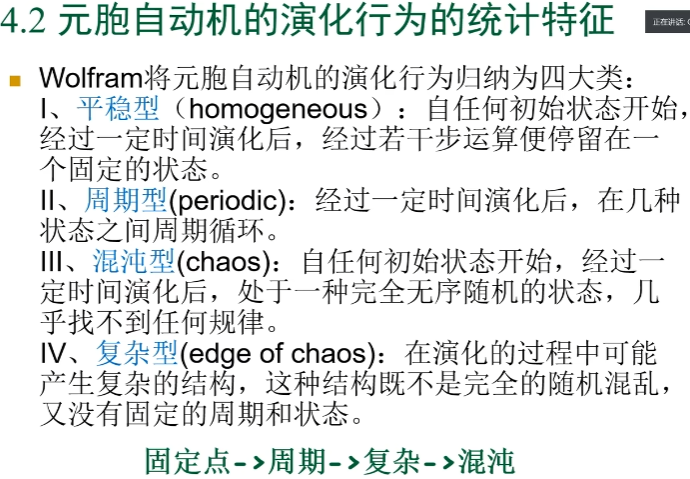 4.2 元胞自动机的演化行为的统计特征
正在讲话:
Wolfram将元胞自动机的演化行为归纳为四大类：
I、平稳型（homogeneous）：自任何初始状态开始，
经过一定时间演化后，经过若干步运算便停留在一
个固定的状态。
II、周期型(periodic)：经过一定时间演化后，在几种
状态之间周期循环。
III、混沌型(chaos)：自任何初始状态开始，经过一
定时间演化后，处于一种完全无序随机的状态，几
乎找不到任何规律。
IV、复杂型(edge of chaos)：在演化的过程中可能
产生复杂的结构，这种结构既不是完全的随机混乱，
又没有固定的周期和状态。
固定点->周期->复杂->混沌